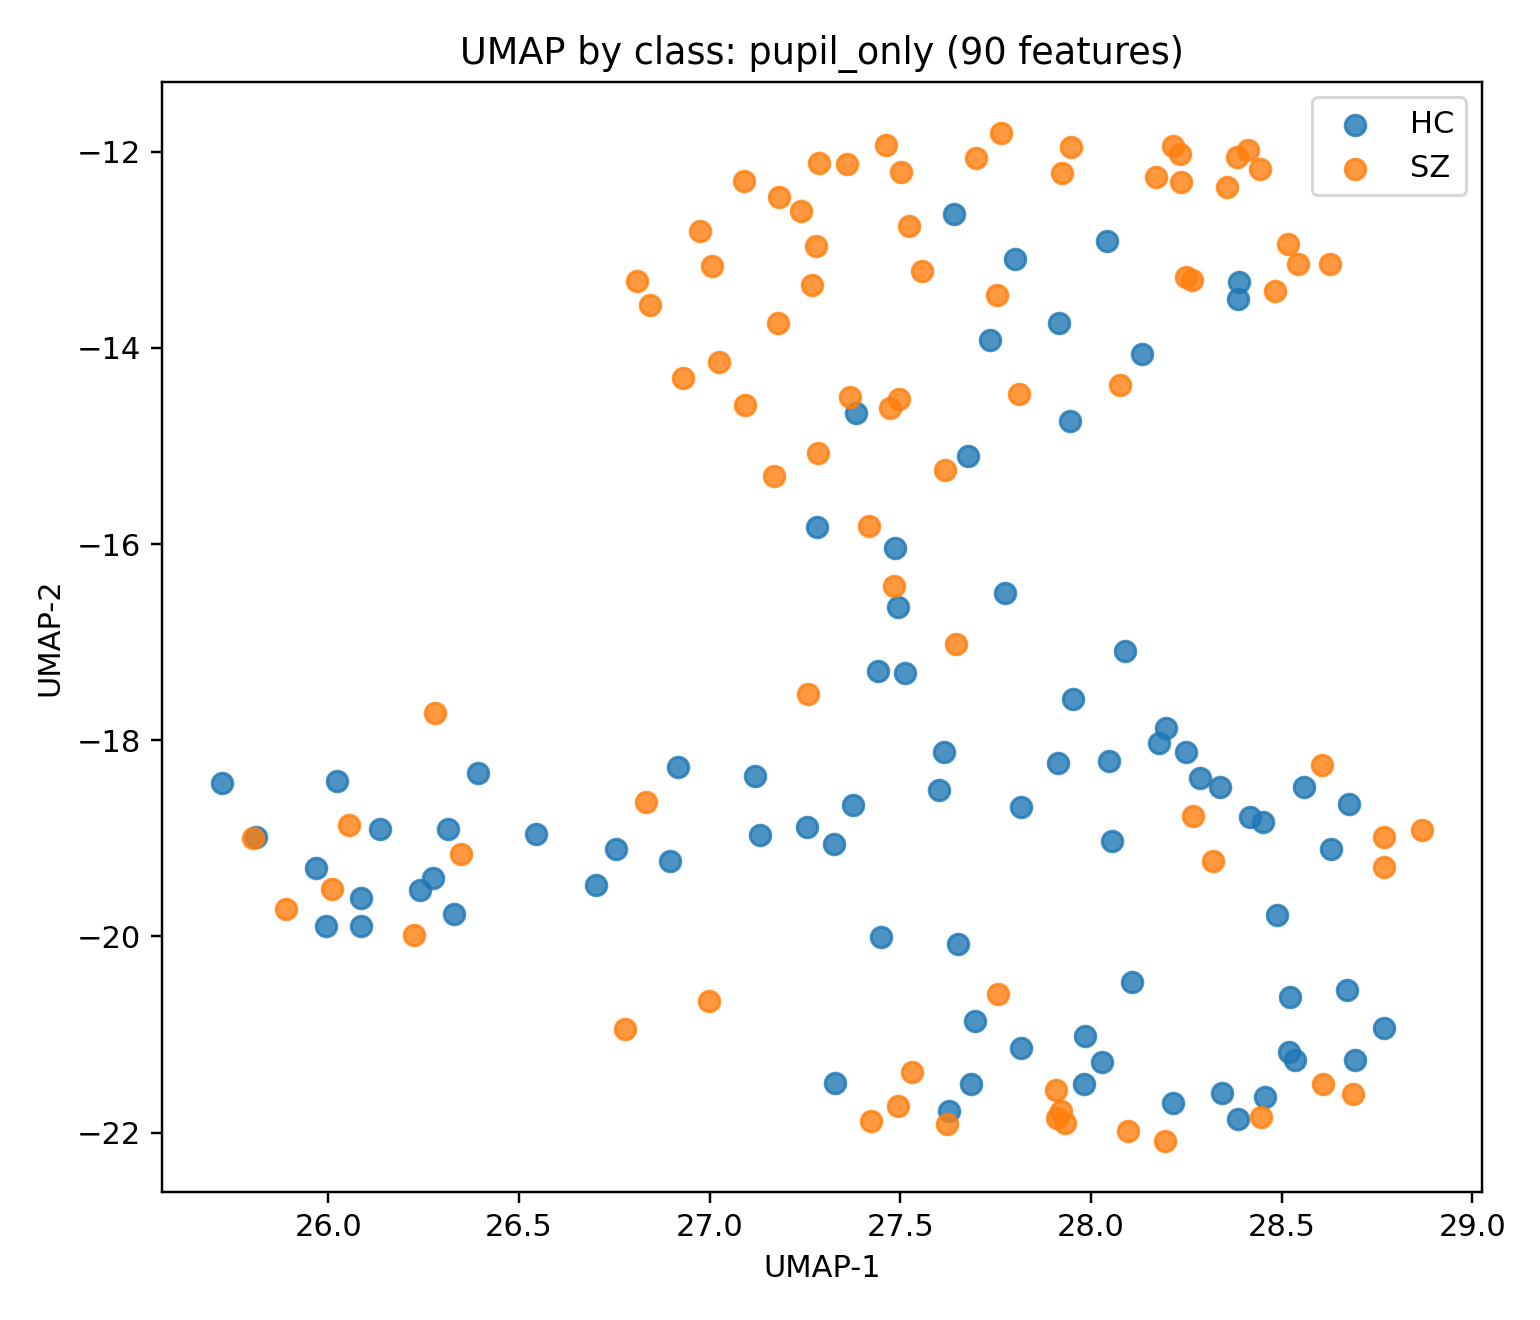 UMAP by class: pupil_only (90 features)
HC
SZ
−12
−14
−16
−18
−20
−22
UMAP-2
26.0 26.5 27.0 27.5 28.0 28.5 29.0
UMAP-1